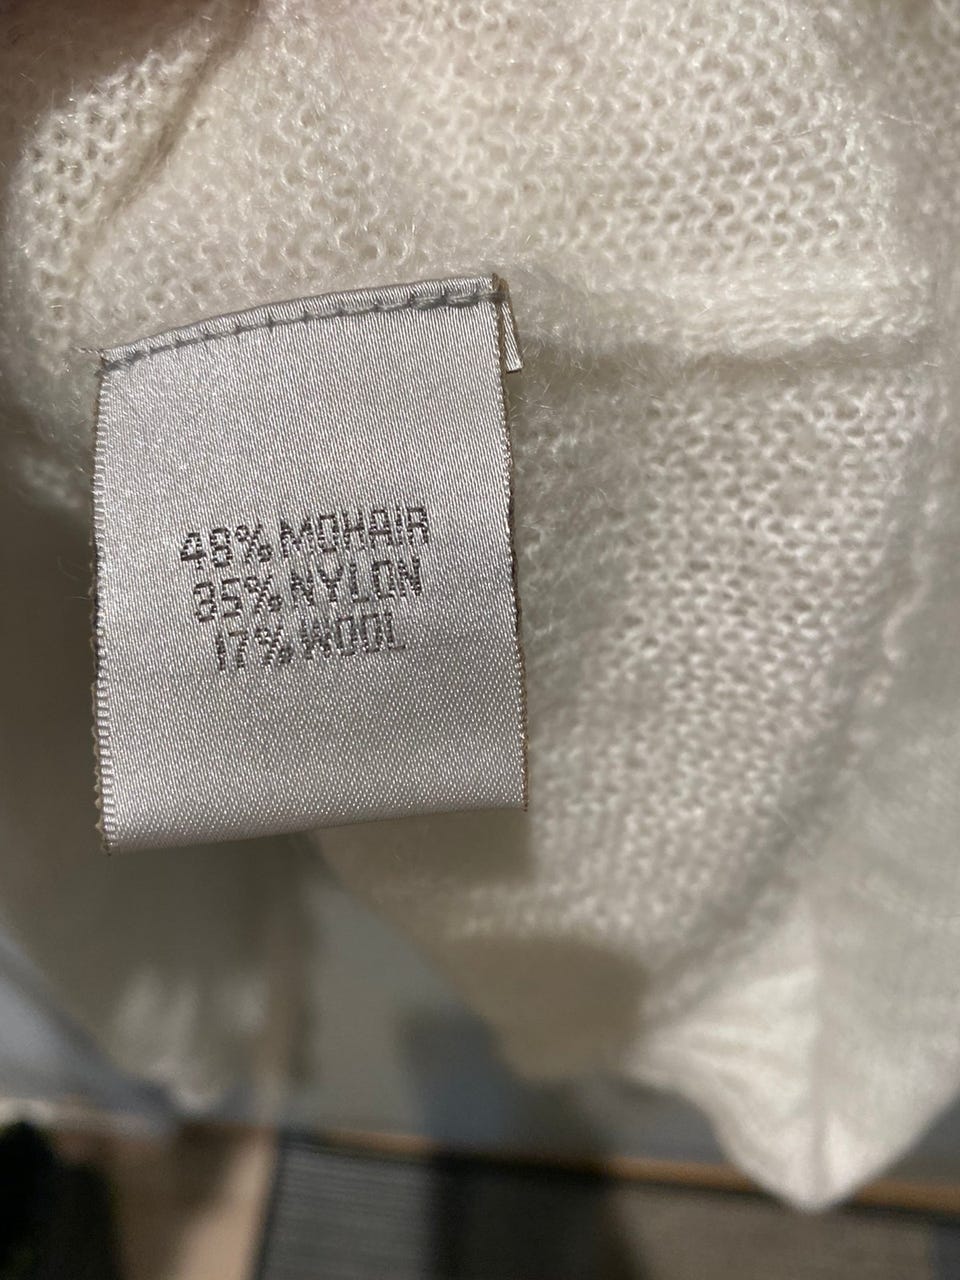 48% MOHAIR
35% NYLON
17% WOOL